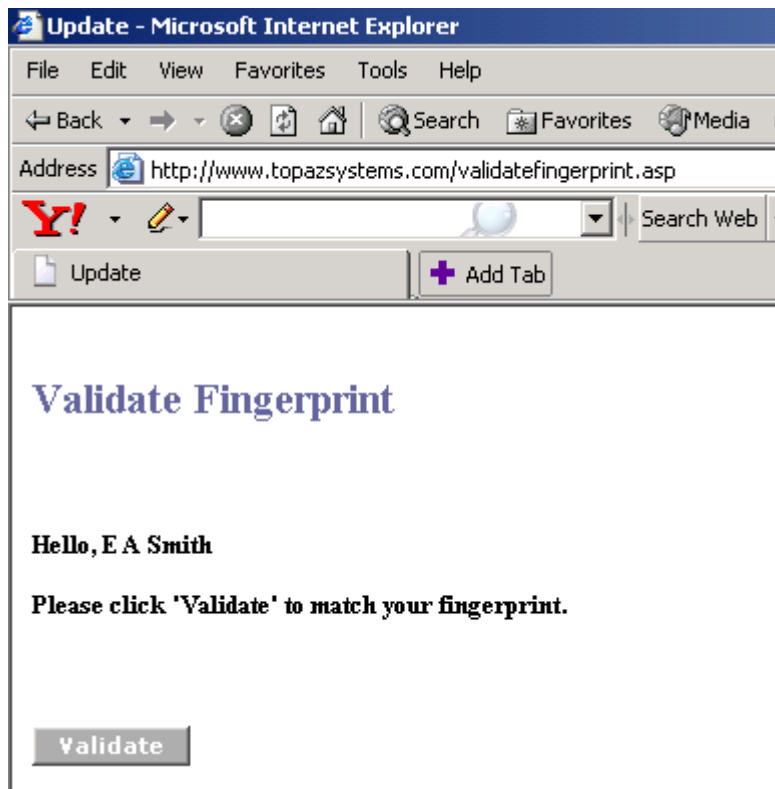 Update - Microsoft Internet Explorer
File Edit View Favorites Tools Help
Back Search Favorites Media
Address http://www.topazsystems.com/validatefingerprint.asp
Y! Search Web
Update Add Tab
Validate Fingerprint
Hello, E A Smith
Please click 'Validate' to match your fingerprint.
Validate